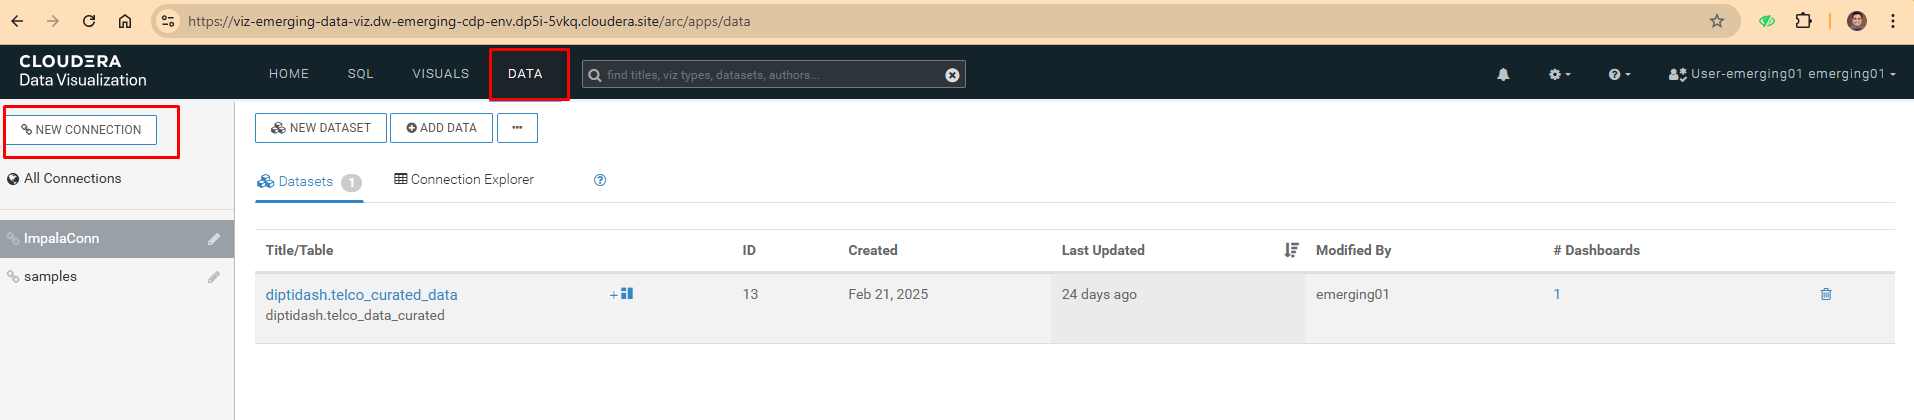 https://viz-emerging-data-viz.dw-emerging-cdp-env.dp5i-5vkq.cloudera.site/arc/apps/data
CLOUDERA
Data Visualization
HOME SQL VISUALS DATA find titles, viz types, datasets, authors... User-emerging01 emerging01
NEW CONNECTION
All Connections
ImpalaConn
samples
NEW DATASET ADD DATA
Datasets 1 Connection Explorer
Title/Table ID Created Last Updated Modified By # Dashboards
diptidash.telco_curated_data 13 Feb 21, 2025 24 days ago emerging01 1
diptidash.telco_data_curated